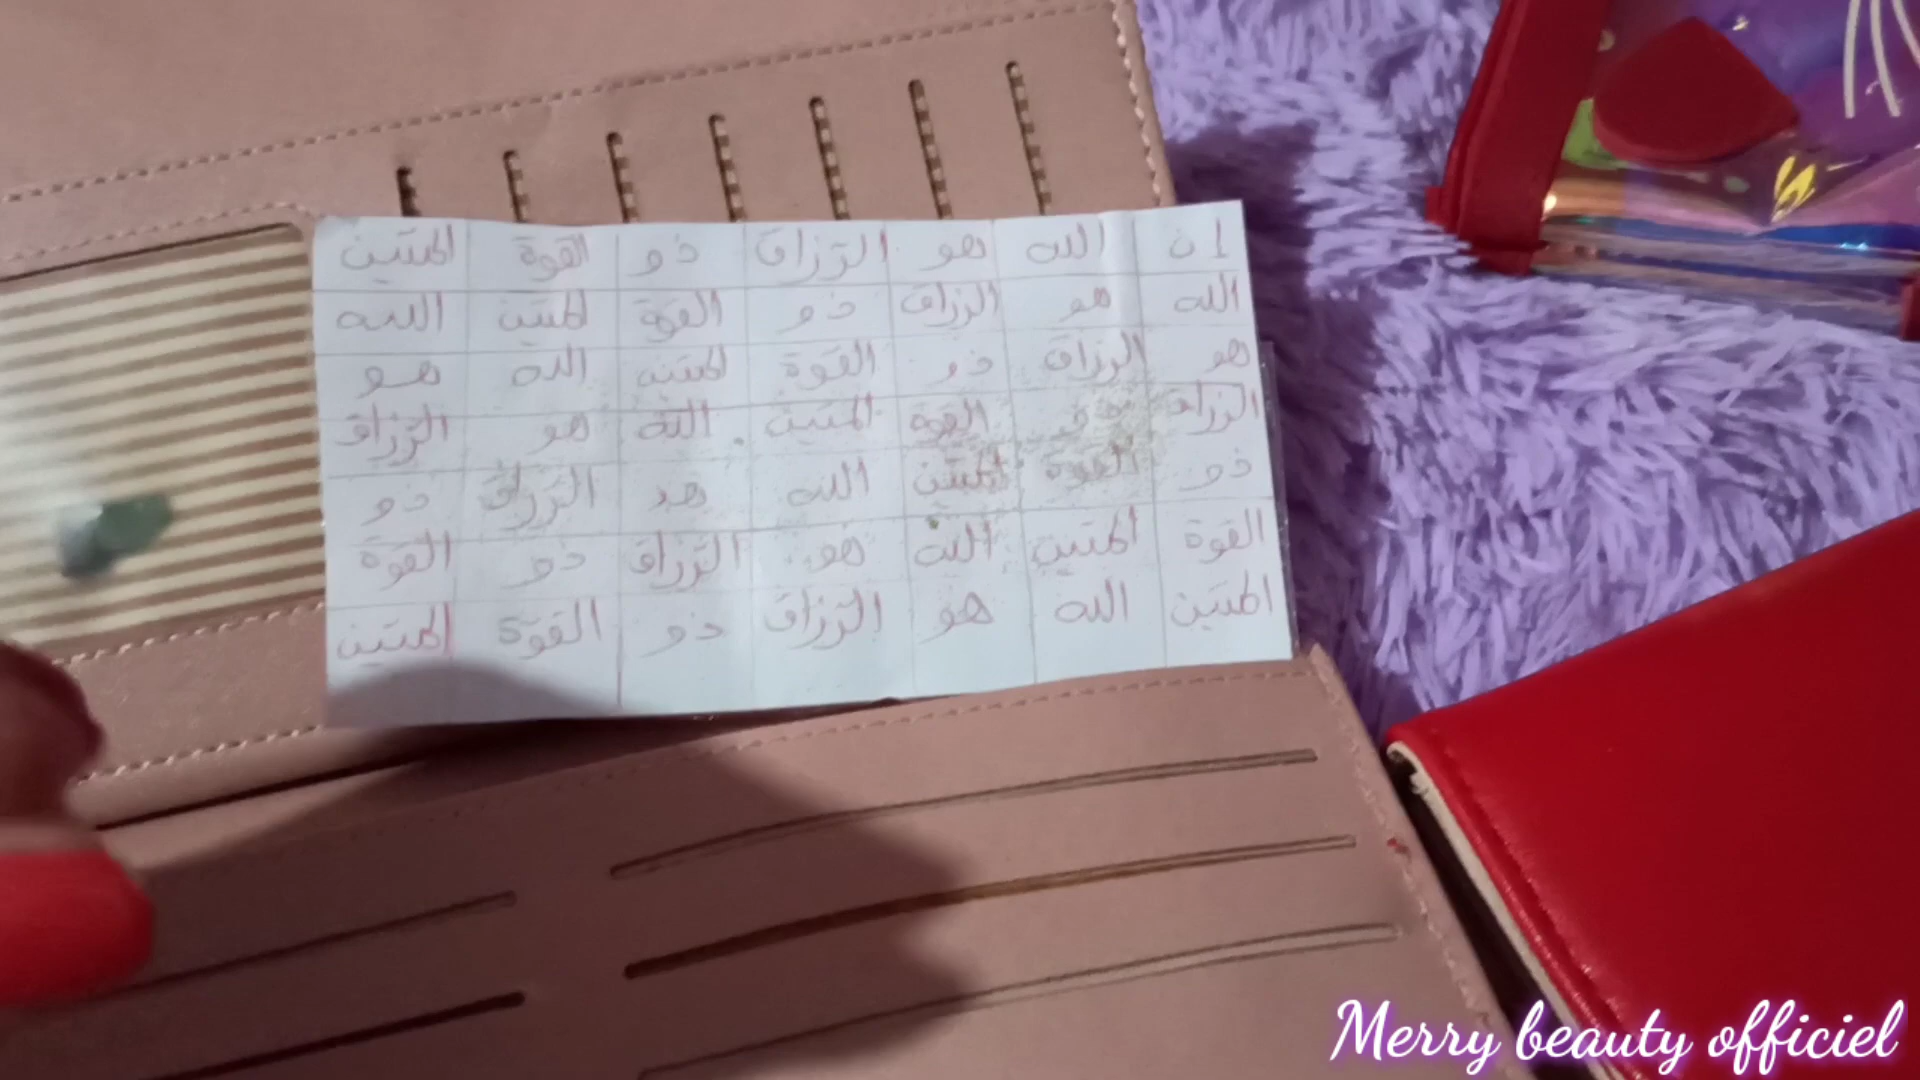 ان الله هو الرزاق ذو القوة المتين
الله هو الرزاق ذو القوة المتين الله
هو الرزاق ذو القوة المتين الله هو
الرزاق ذو القوة المتين الله هو الرزاق
ذو القوة المتين الله هو الرزاق ذو
القوة المتين الله هو الرزاق ذو القوة
المتين الله هو الرزاق ذو القوة المتين
Merry beauty officiel